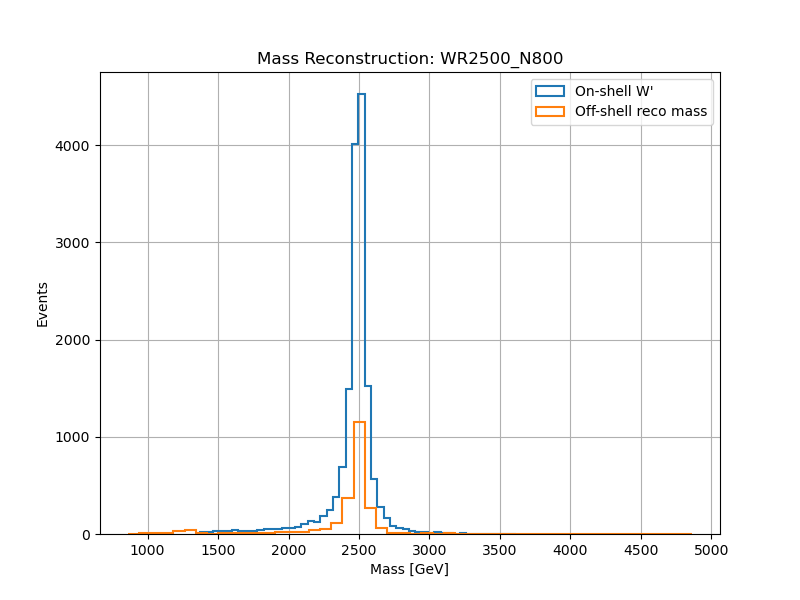 Mass Reconstruction: WR2500_N800
On-shell W'
Off-shell reco mass
4000
3000
2000
1000
0
Events
1000 1500 2000 2500 3000 3500 4000 4500 5000
Mass [GeV]